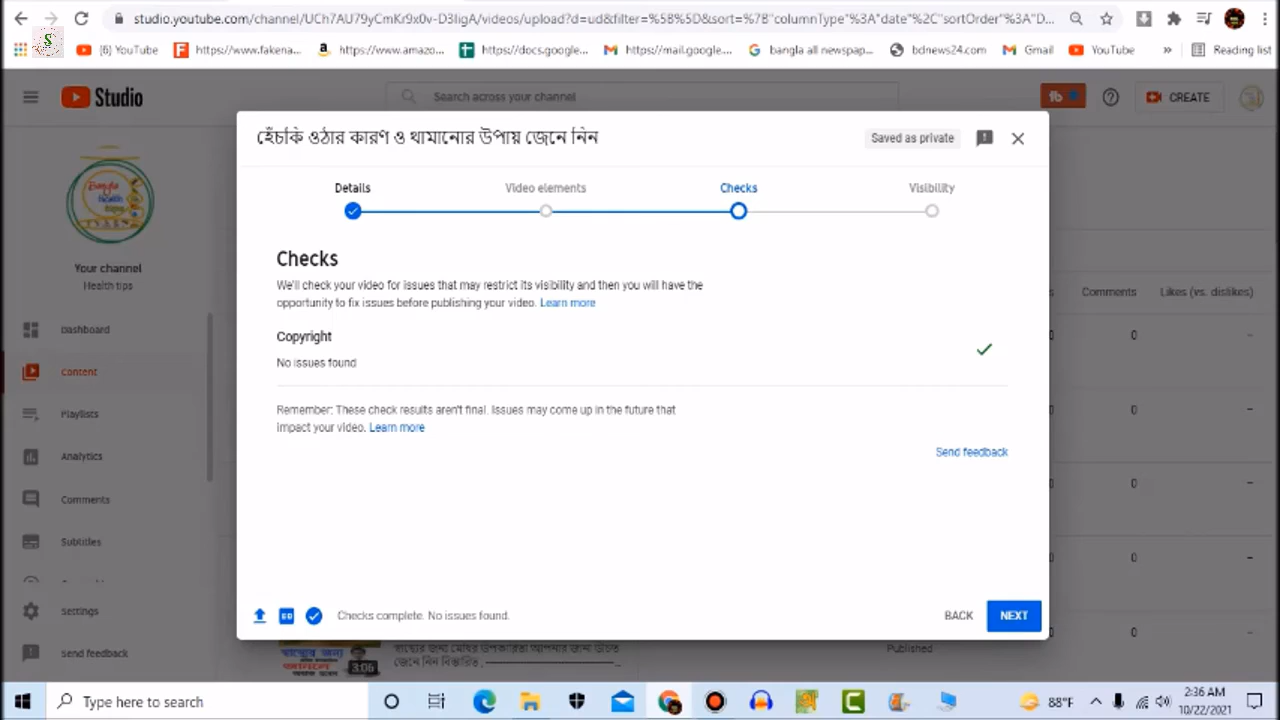 studio.youtube.com/channel/UCh7AU79yCmKr9x0v-D3IigA/videos/upload?d=ud&filter=%5B%5D&sort=%7B"columnType"%3A"date"%2C"sortOrder"%3A"D...
(6) YouTube
https://www.fakena...
https://www.amazo...
https://docs.google...
https://mail.google....
bangla all newspap...
bdnews24.com
Gmail
YouTube
»
Reading list
Studio
Search across your channel
CREATE
হেঁচকি ওঠার কারণ ও থামানোর উপায় জেনে নিন
Saved as private
Details
Video elements
Checks
Visibility
Checks
We'll check your video for issues that may restrict its visibility and then you will have the
opportunity to fix issues before publishing your video. Learn more
Copyright
No issues found
Remember: These check results aren't final. Issues may come up in the future that
impact your video. Learn more
Send feedback
Checks complete. No issues found.
BACK
NEXT
Your channel
Health tips
Dashboard
Content
Playlists
Analytics
Comments
Subtitles
Settings
Send feedback
Comments
Likes (vs. dislikes)
0
–
0
–
0
–
0
–
0
–
3:06
জেনে নিন বিস্তারিত
Published
Type here to search
88°F
2:36 AM
10/22/2021